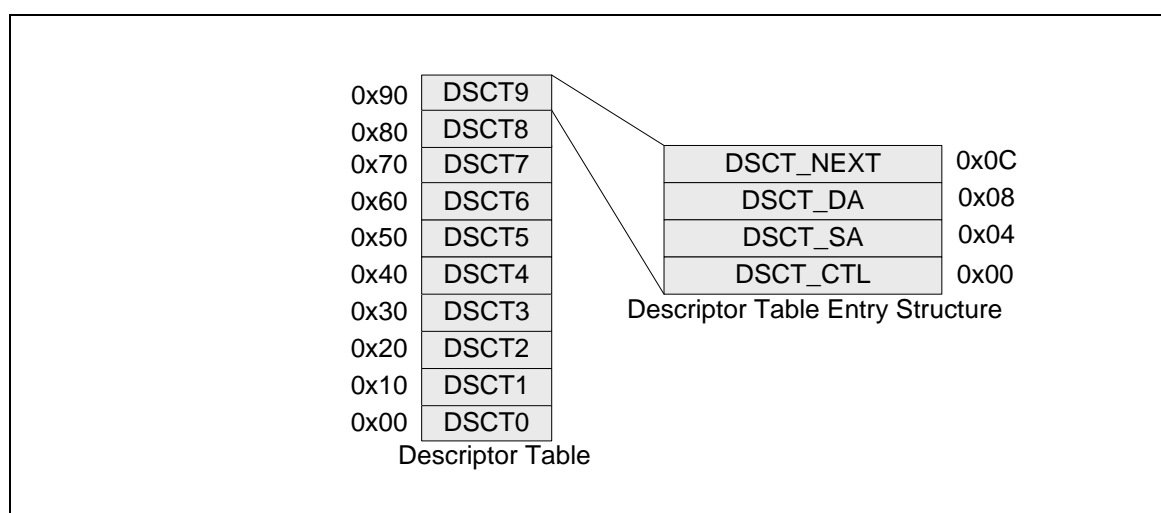 0x90 DSCT9
0x80 DSCT8
0x70 DSCT7 DSCT_NEXT 0x0C
0x60 DSCT6 DSCT_DA 0x08
0x50 DSCT5 DSCT_SA 0x04
0x40 DSCT4 DSCT_CTL 0x00
0x30 DSCT3 Descriptor Table Entry Structure
0x20 DSCT2
0x10 DSCT1
0x00 DSCT0
Descriptor Table